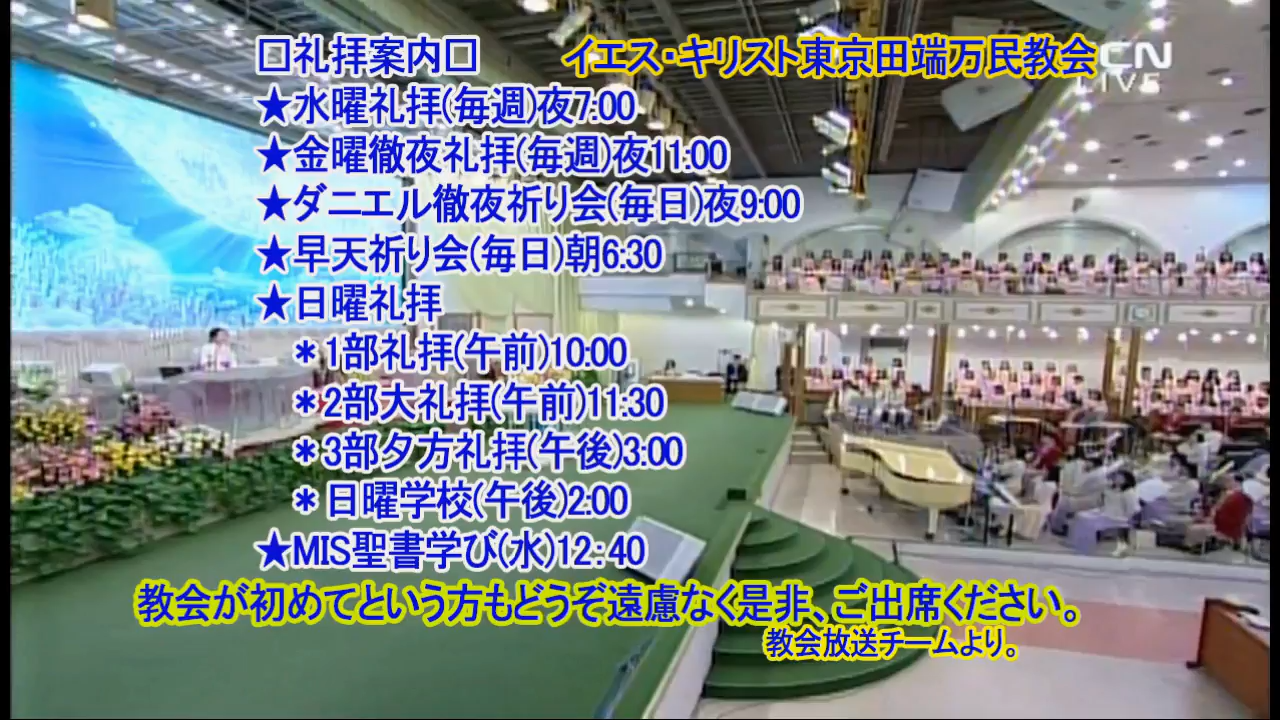 □礼拝案内□ イエス・キリスト東京田端万民教会
CN
LIVE
★水曜礼拝(毎週)夜7:00
★金曜徹夜礼拝(毎週)夜11:00
★ダニエル徹夜祈り会(毎日)夜9:00
★早天祈り会(毎日)朝6:30
★日曜礼拝
*1部礼拝(午前)10:00
*2部大礼拝(午前)11:30
*3部夕方礼拝(午後)3:00
*日曜学校(午後)2:00
★MIS聖書学び(水)12:40
教会が初めてという方もどうぞ遠慮なく是非、ご出席ください。
教会放送チームより。